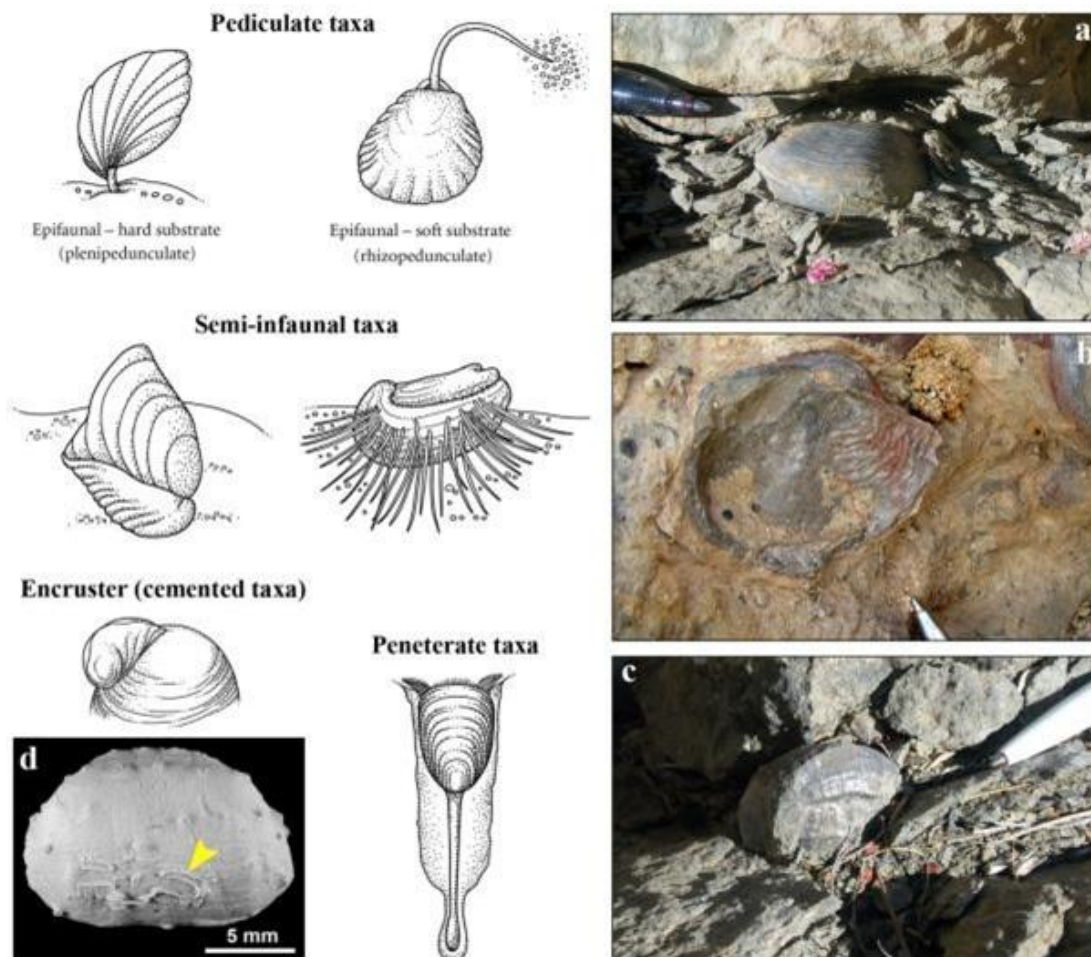 Pediculate taxa
Epifaunal – hard substrate
(plenipedunculate)
Epifaunal – soft substrate
(rhizopedunculate)
Semi-infaunal taxa
Encruster (cemented taxa)
Peneterate taxa
d
5 mm
a
b
c